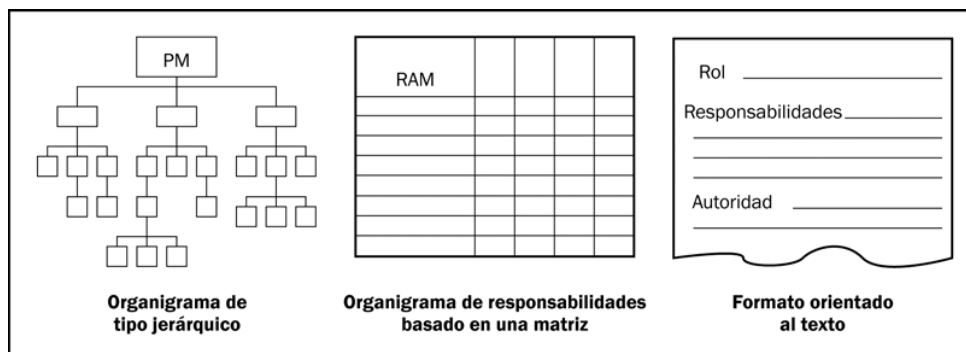 PM
RAM
Rol
Responsabilidades
Autoridad
Organigrama de
tipo jerárquico
Organigrama de responsabilidades
basado en una matriz
Formato orientado
al texto